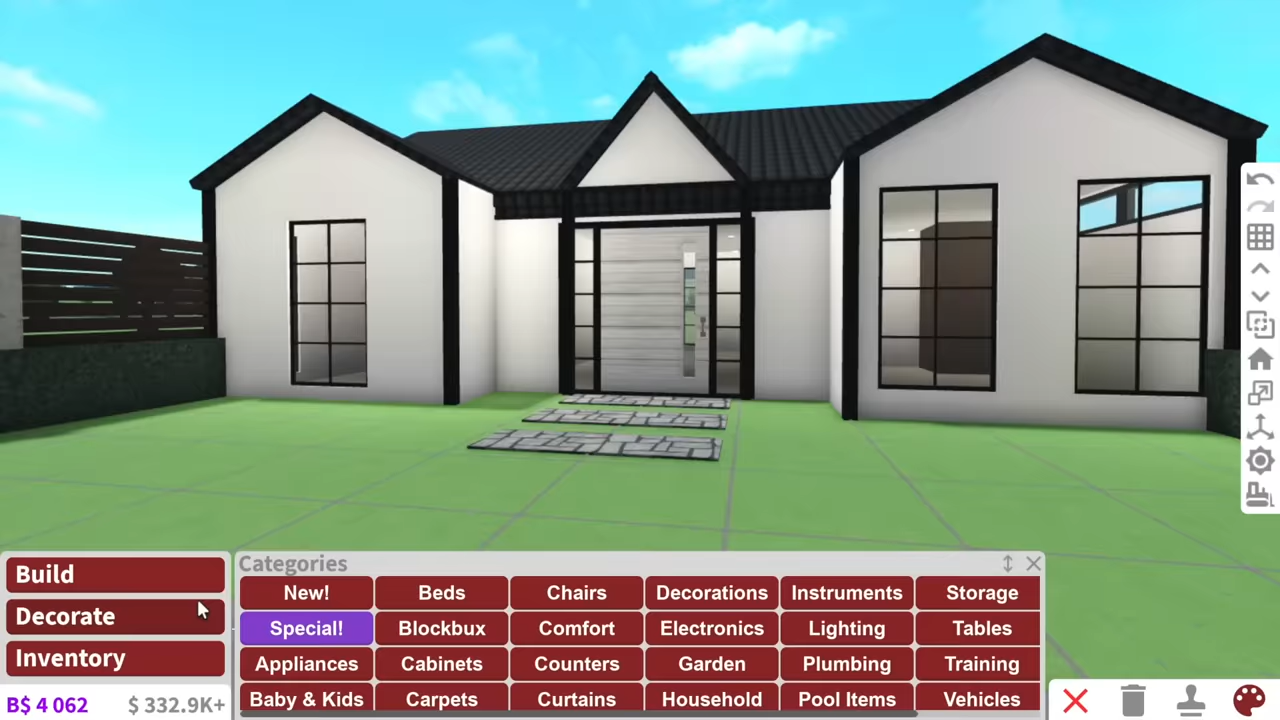 Build
Decorate
Inventory
B$ 4 062 $ 332.9K+
Categories
New! Beds Chairs Decorations Instruments Storage
Special! Blockbux Comfort Electronics Lighting Tables
Appliances Cabinets Counters Garden Plumbing Training
Baby & Kids Carpets Curtains Household Pool Items Vehicles